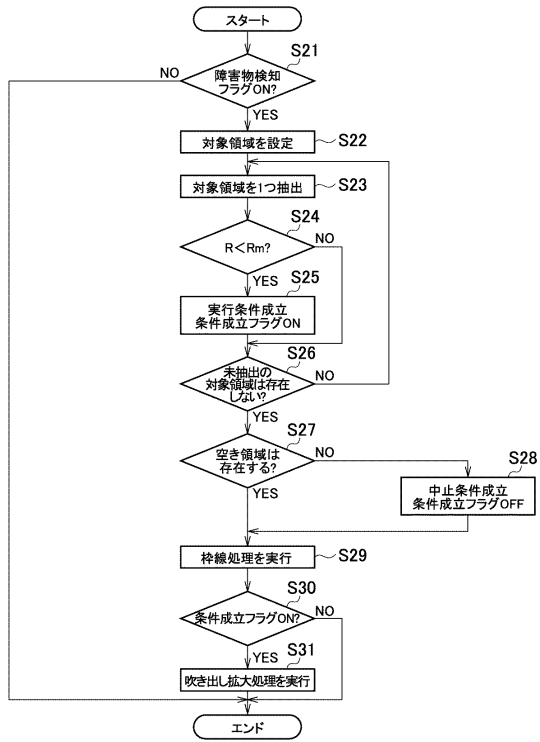 スタート
S21
障害物検知
フラグON?
NO
YES
S22
対象領域を設定
S23
対象領域を1つ抽出
S24
R<Rm?
NO
YES
S25
実行条件成立
条件成立フラグON
S26
未抽出の
対象領域は存在
しない?
NO
YES
S27
空き領域は
存在する?
NO
YES
S28
中止条件成立
条件成立フラグOFF
S29
枠線処理を実行
S30
条件成立フラグON?
NO
YES
S31
吹き出し拡大処理を実行
エンド